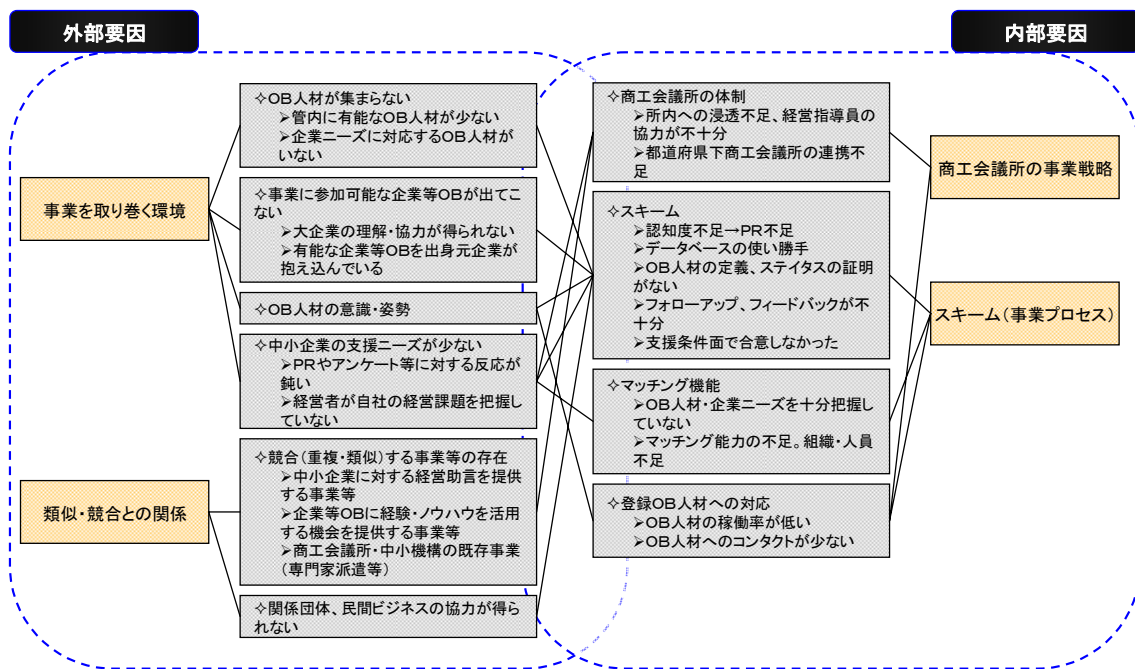 外部要因
内部要因
事業を取り巻く環境
類似・競合との関係
✧OB人材が集まらない
➢管内に有能なOB人材が少ない
➢企業ニーズに対応するOB人材が
いない
✧事業に参加可能な企業等OBが出てこ
ない
➢大企業の理解・協力が得られない
➢有能な企業等OBを出身元企業が
抱え込んでいる
✧OB人材の意識・姿勢
✧中小企業の支援ニーズが少ない
➢PRやアンケート等に対する反応が
鈍い
➢経営者が自社の経営課題を把握し
ていない
✧競合(重複・類似)する事業等の存在
➢中小企業に対する経営助言を提供
する事業等
➢企業等OBに経験・ノウハウを活用
する機会を提供する事業等
➢商工会議所・中小機構の既存事業
(専門家派遣等)
✧関係団体、民間ビジネスの協力が得ら
れない
✧商工会議所の体制
➢所内への浸透不足、経営指導員の
協力が不十分
➢都道府県下商工会議所の連携不
足
✧スキーム
➢認知度不足→PR不足
➢データベースの使い勝手
➢OB人材の定義、ステイタスの証明
がない
➢フォローアップ、フィードバックが不
十分
➢支援条件面で合意しなかった
✧マッチング機能
➢OB人材・企業ニーズを十分把握し
ていない
➢マッチング能力の不足。組織・人員
不足
✧登録OB人材への対応
➢OB人材の稼働率が低い
➢OB人材へのコンタクトが少ない
商工会議所の事業戦略
スキーム(事業プロセス)